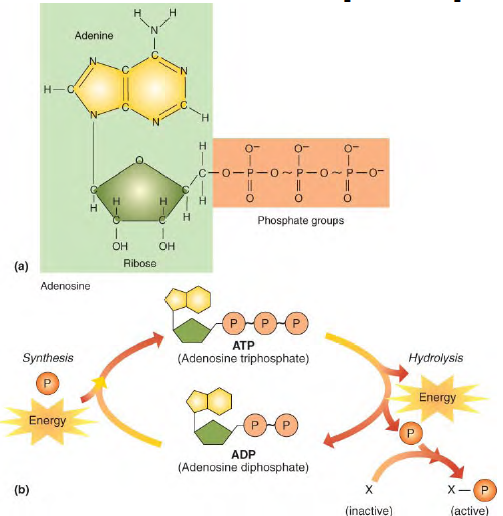 Adenine
H H
N
C
N C N
H–C
C C
N N H
H
O
O– O– O–
C–O–P–O~P–O~P–O–
C C
H H H H H
C C
O O O
OH OH
Phosphate groups
Ribose
(a)
Adenosine
P P P
ATP
(Adenosine triphosphate)
Synthesis
P
Energy
Hydrolysis
Energy
P P
P
ADP
(Adenosine diphosphate)
X
X – P
(b)
(inactive)
(active)